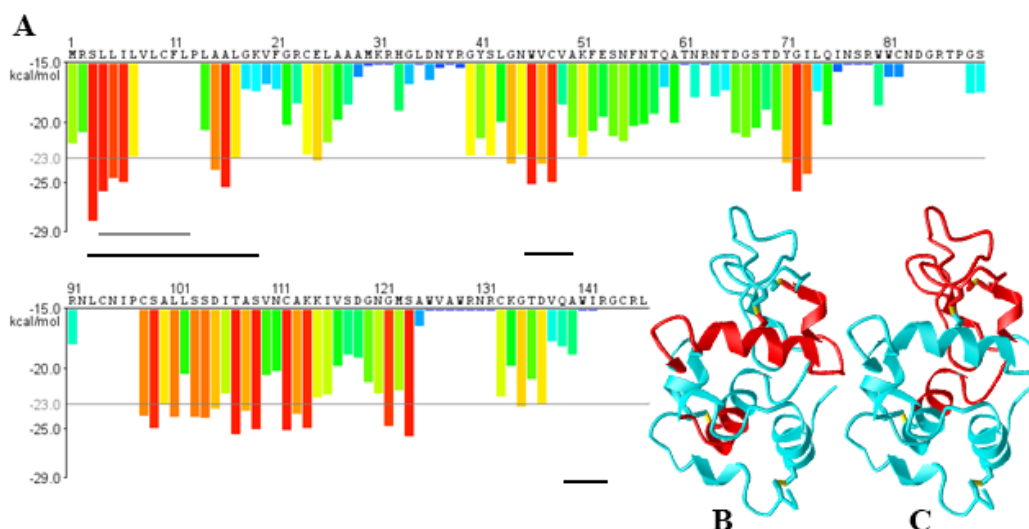 A
1 11 21 31 41 51 61 71 81
MRSLLILVLCFLPLAALGKVFGRCELAAAMKRHGLDNYRGYSLGNWVCVAKFESNFNTQATNRNTDGSTDYGILQINSRWWCNDGRTPGS
-15.0
kcal/mol
-20.0
-23.0
-25.0
-29.0
91 101 111 121 131 141
RNLCNIPCSALLSSDITASVNCAKKIVSDGNGMSAWVAWRNRCKGTDVQAWIRGCRL
-15.0
kcal/mol
-20.0
-23.0
-25.0
-29.0
B C